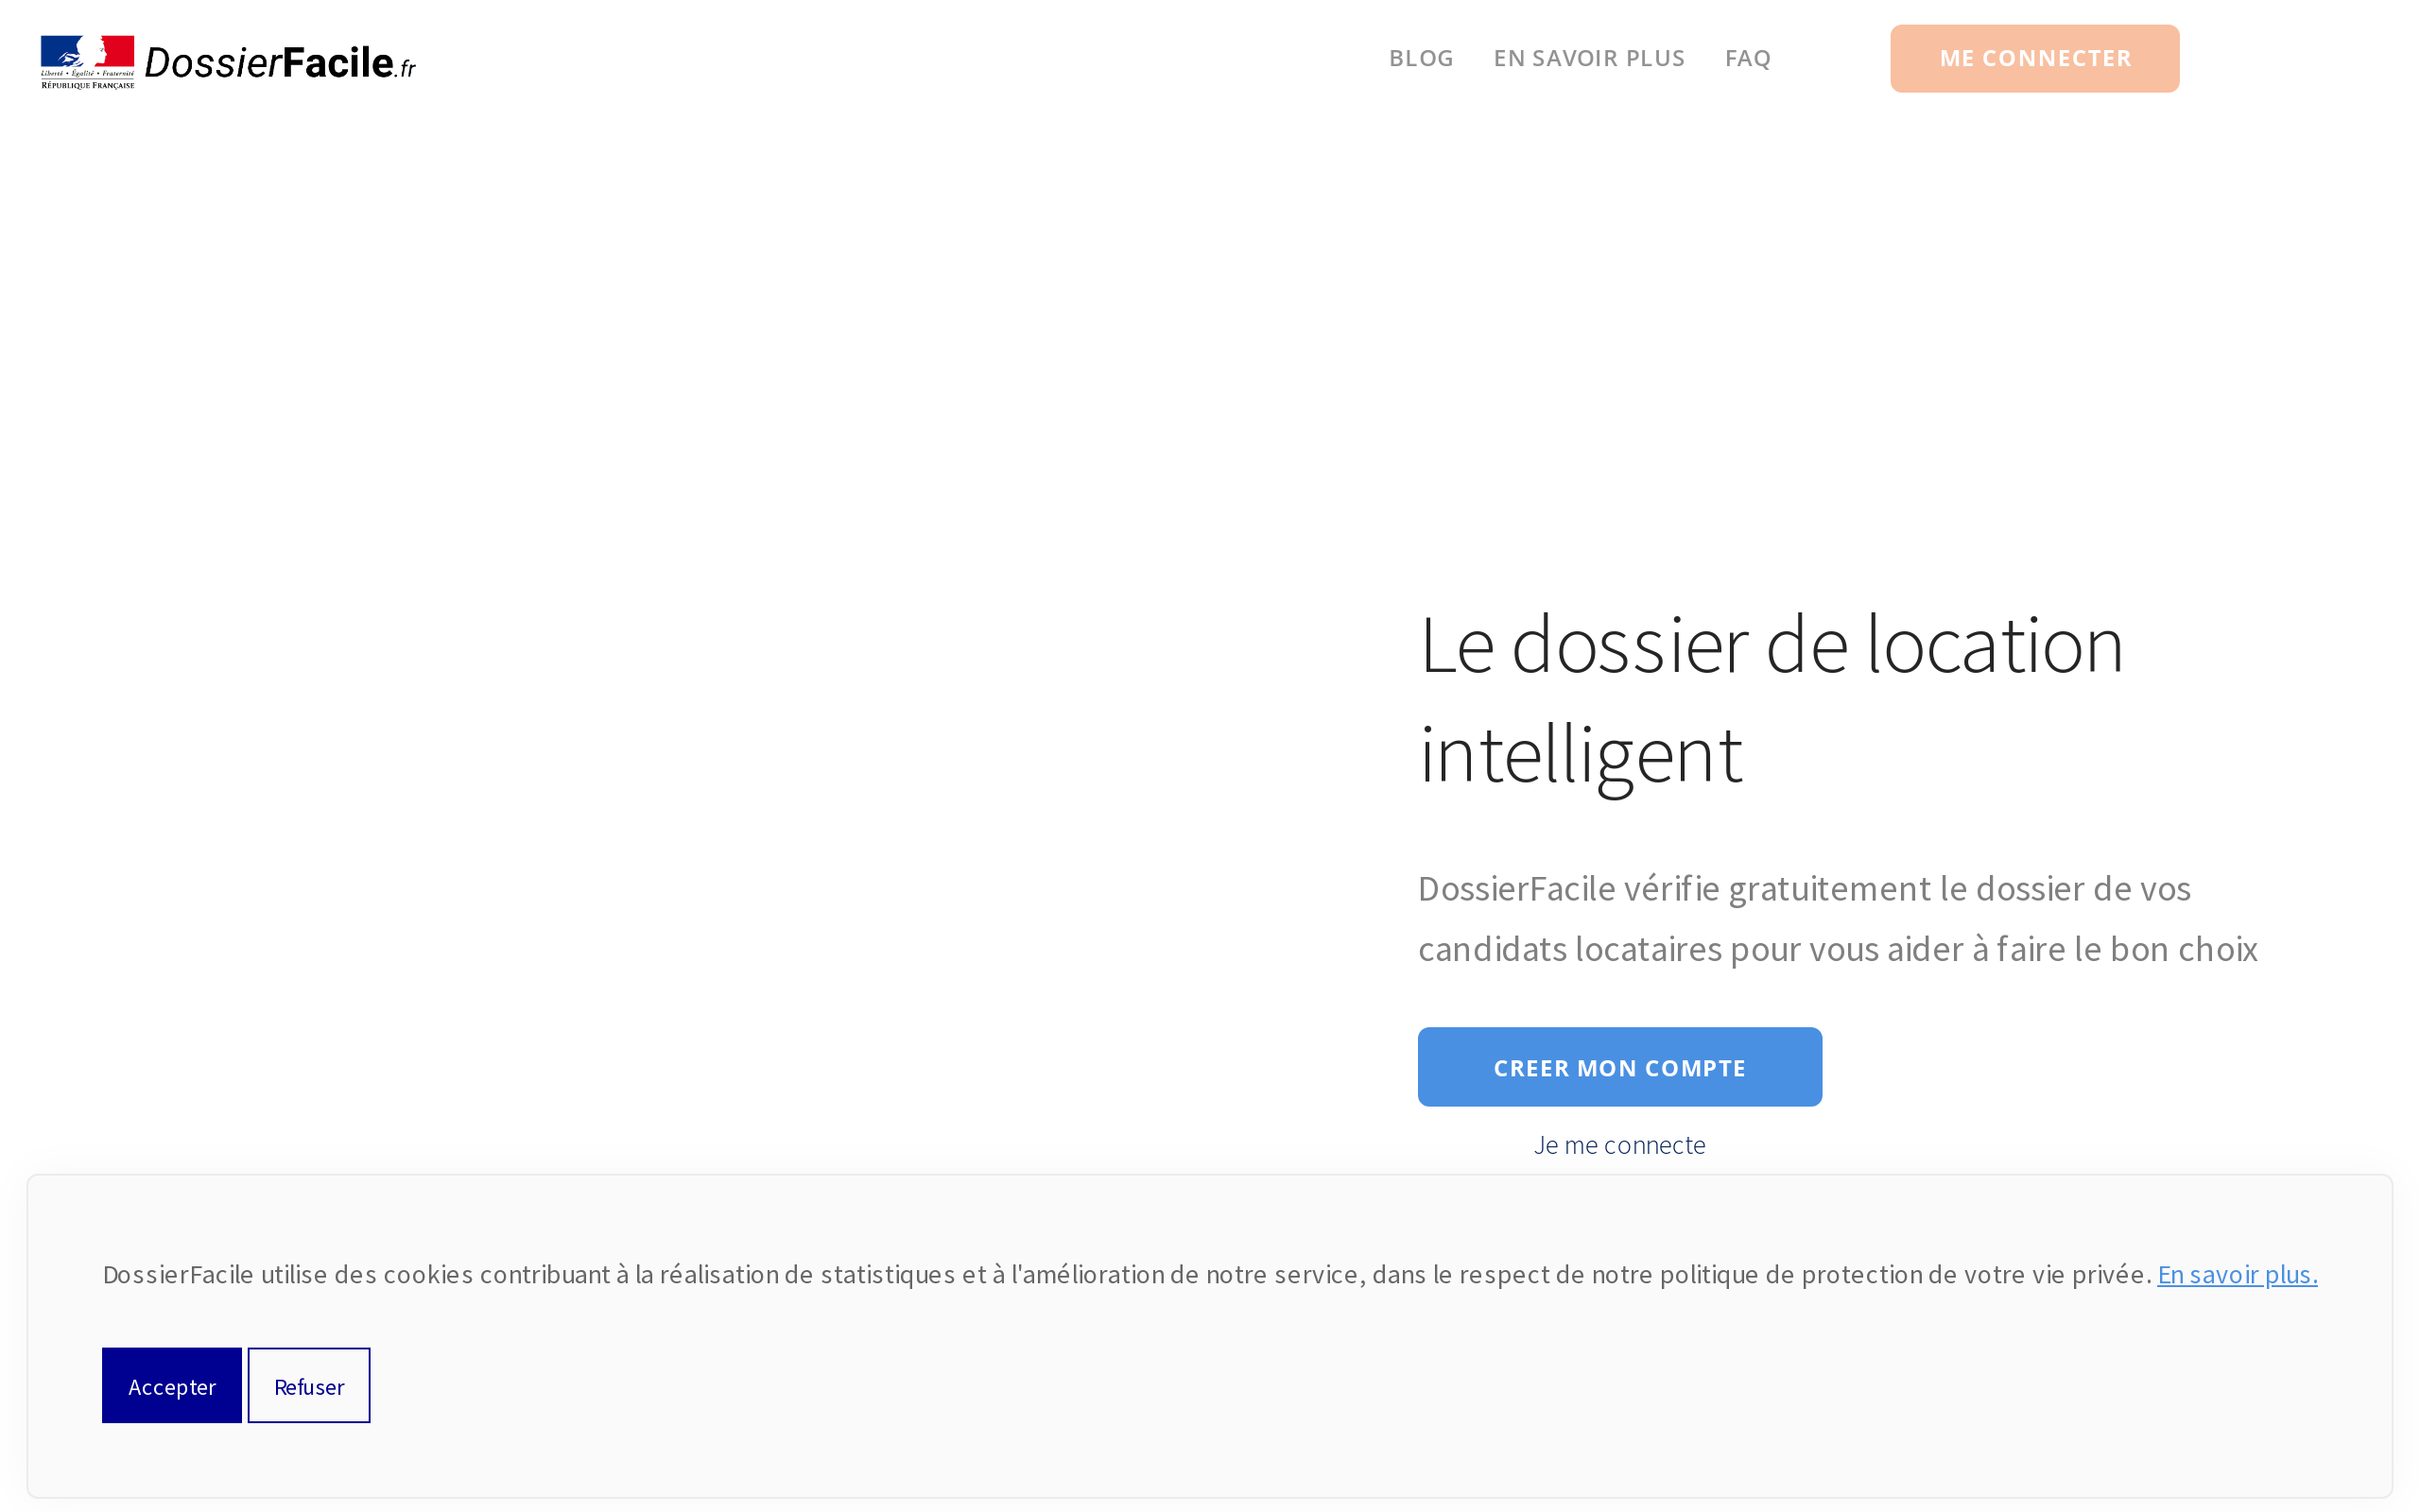 Liberté • Égalité • Fraternité
RÉPUBLIQUE FRANÇAISE
DossierFacile.fr
BLOG
EN SAVOIR PLUS
FAQ
ME CONNECTER
Le dossier de location
intelligent
DossierFacile vérifie gratuitement le dossier de vos
candidats locataires pour vous aider à faire le bon choix
CREER MON COMPTE
Je me connecte
DossierFacile utilise des cookies contribuant à la réalisation de statistiques et à l'amélioration de notre service, dans le respect de notre politique de protection de votre vie privée. En savoir plus.
Accepter
Refuser